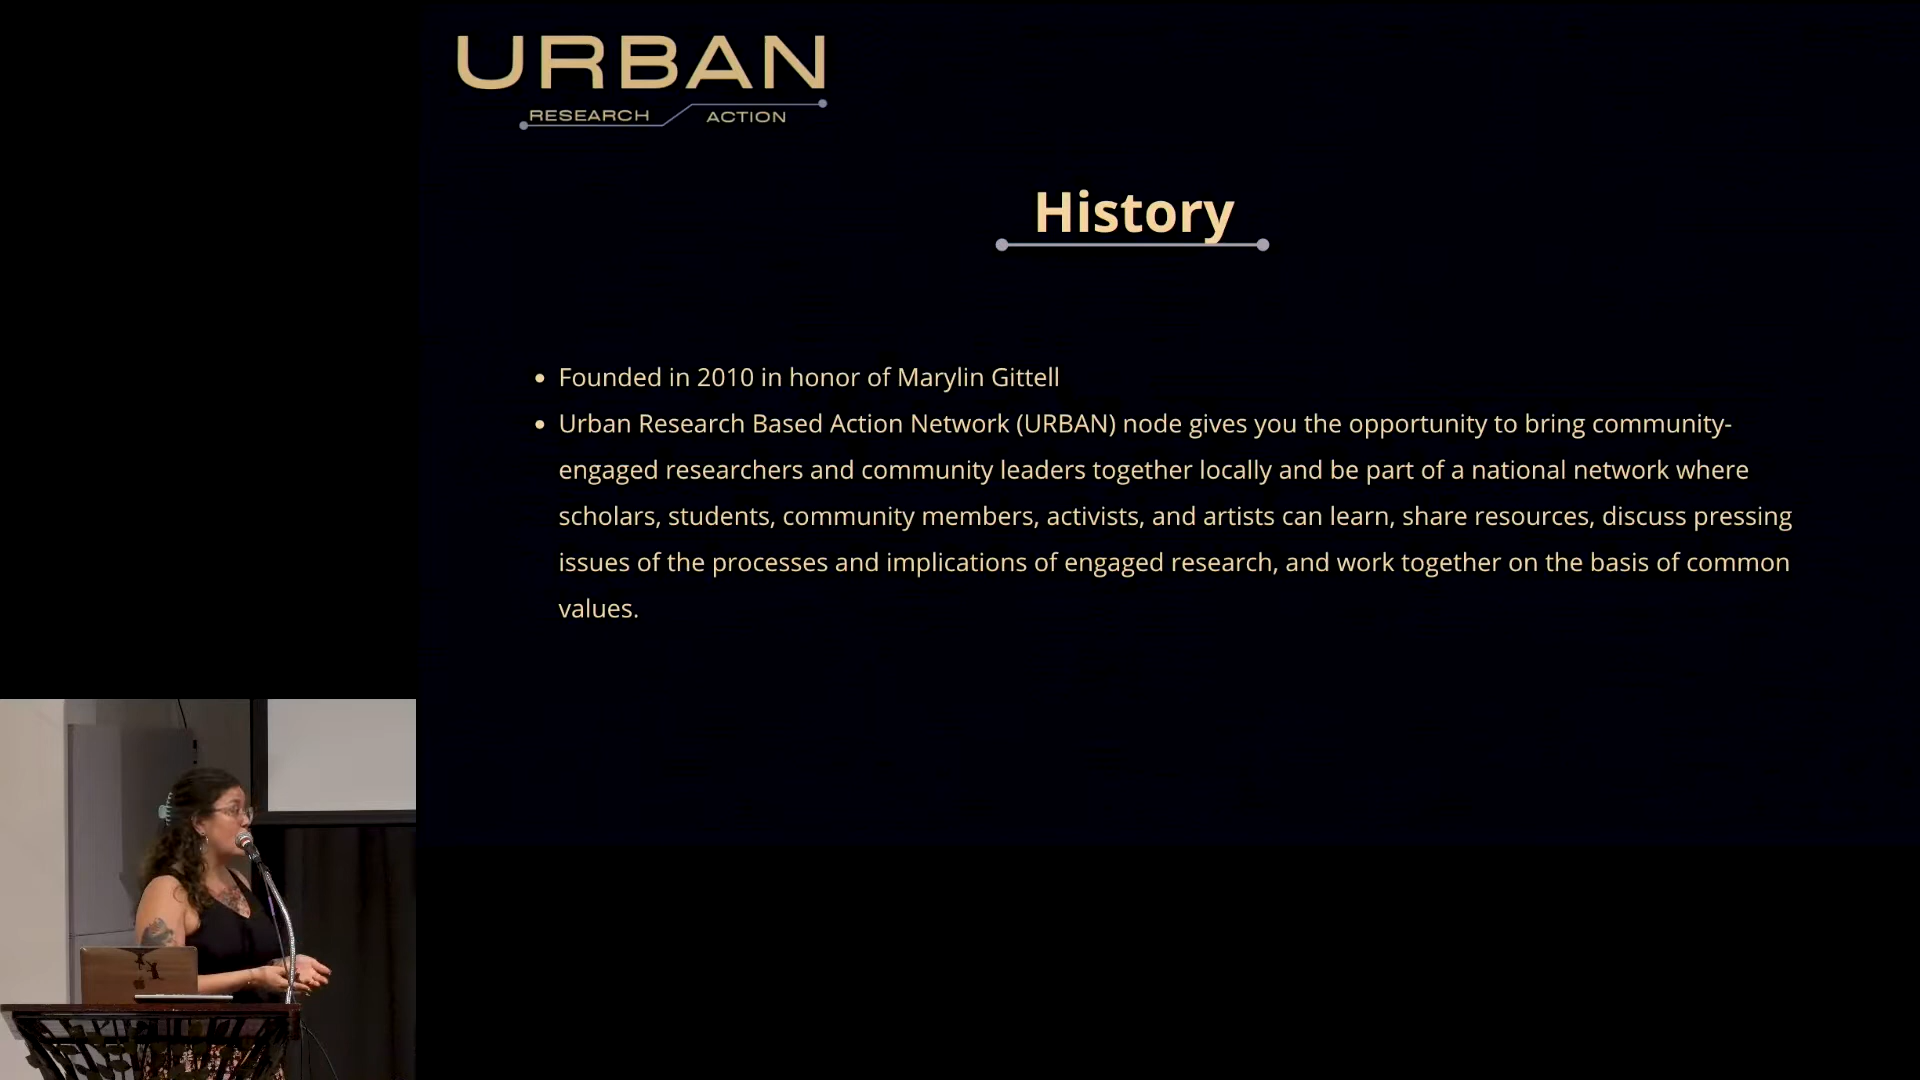 URBAN
RESEARCH ACTION
History
• Founded in 2010 in honor of Marylin Gittell
• Urban Research Based Action Network (URBAN) node gives you the opportunity to bring community-
engaged researchers and community leaders together locally and be part of a national network where
scholars, students, community members, activists, and artists can learn, share resources, discuss pressing
issues of the processes and implications of engaged research, and work together on the basis of common
values.